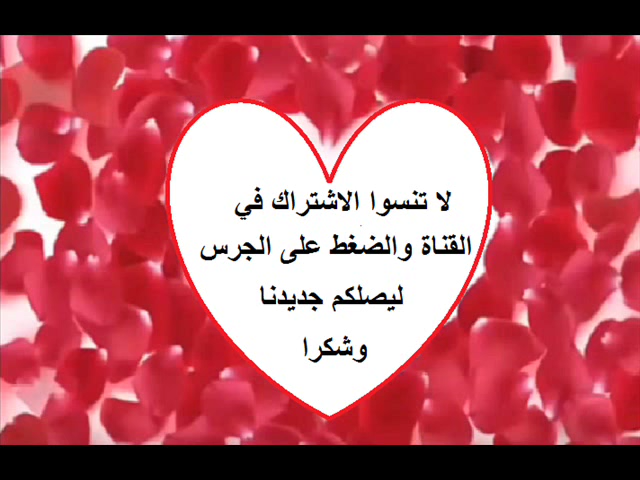 لا تنسوا الاشتراك في
القناة والضغط على الجرس
ليصلكم جديدنا
وشكرا